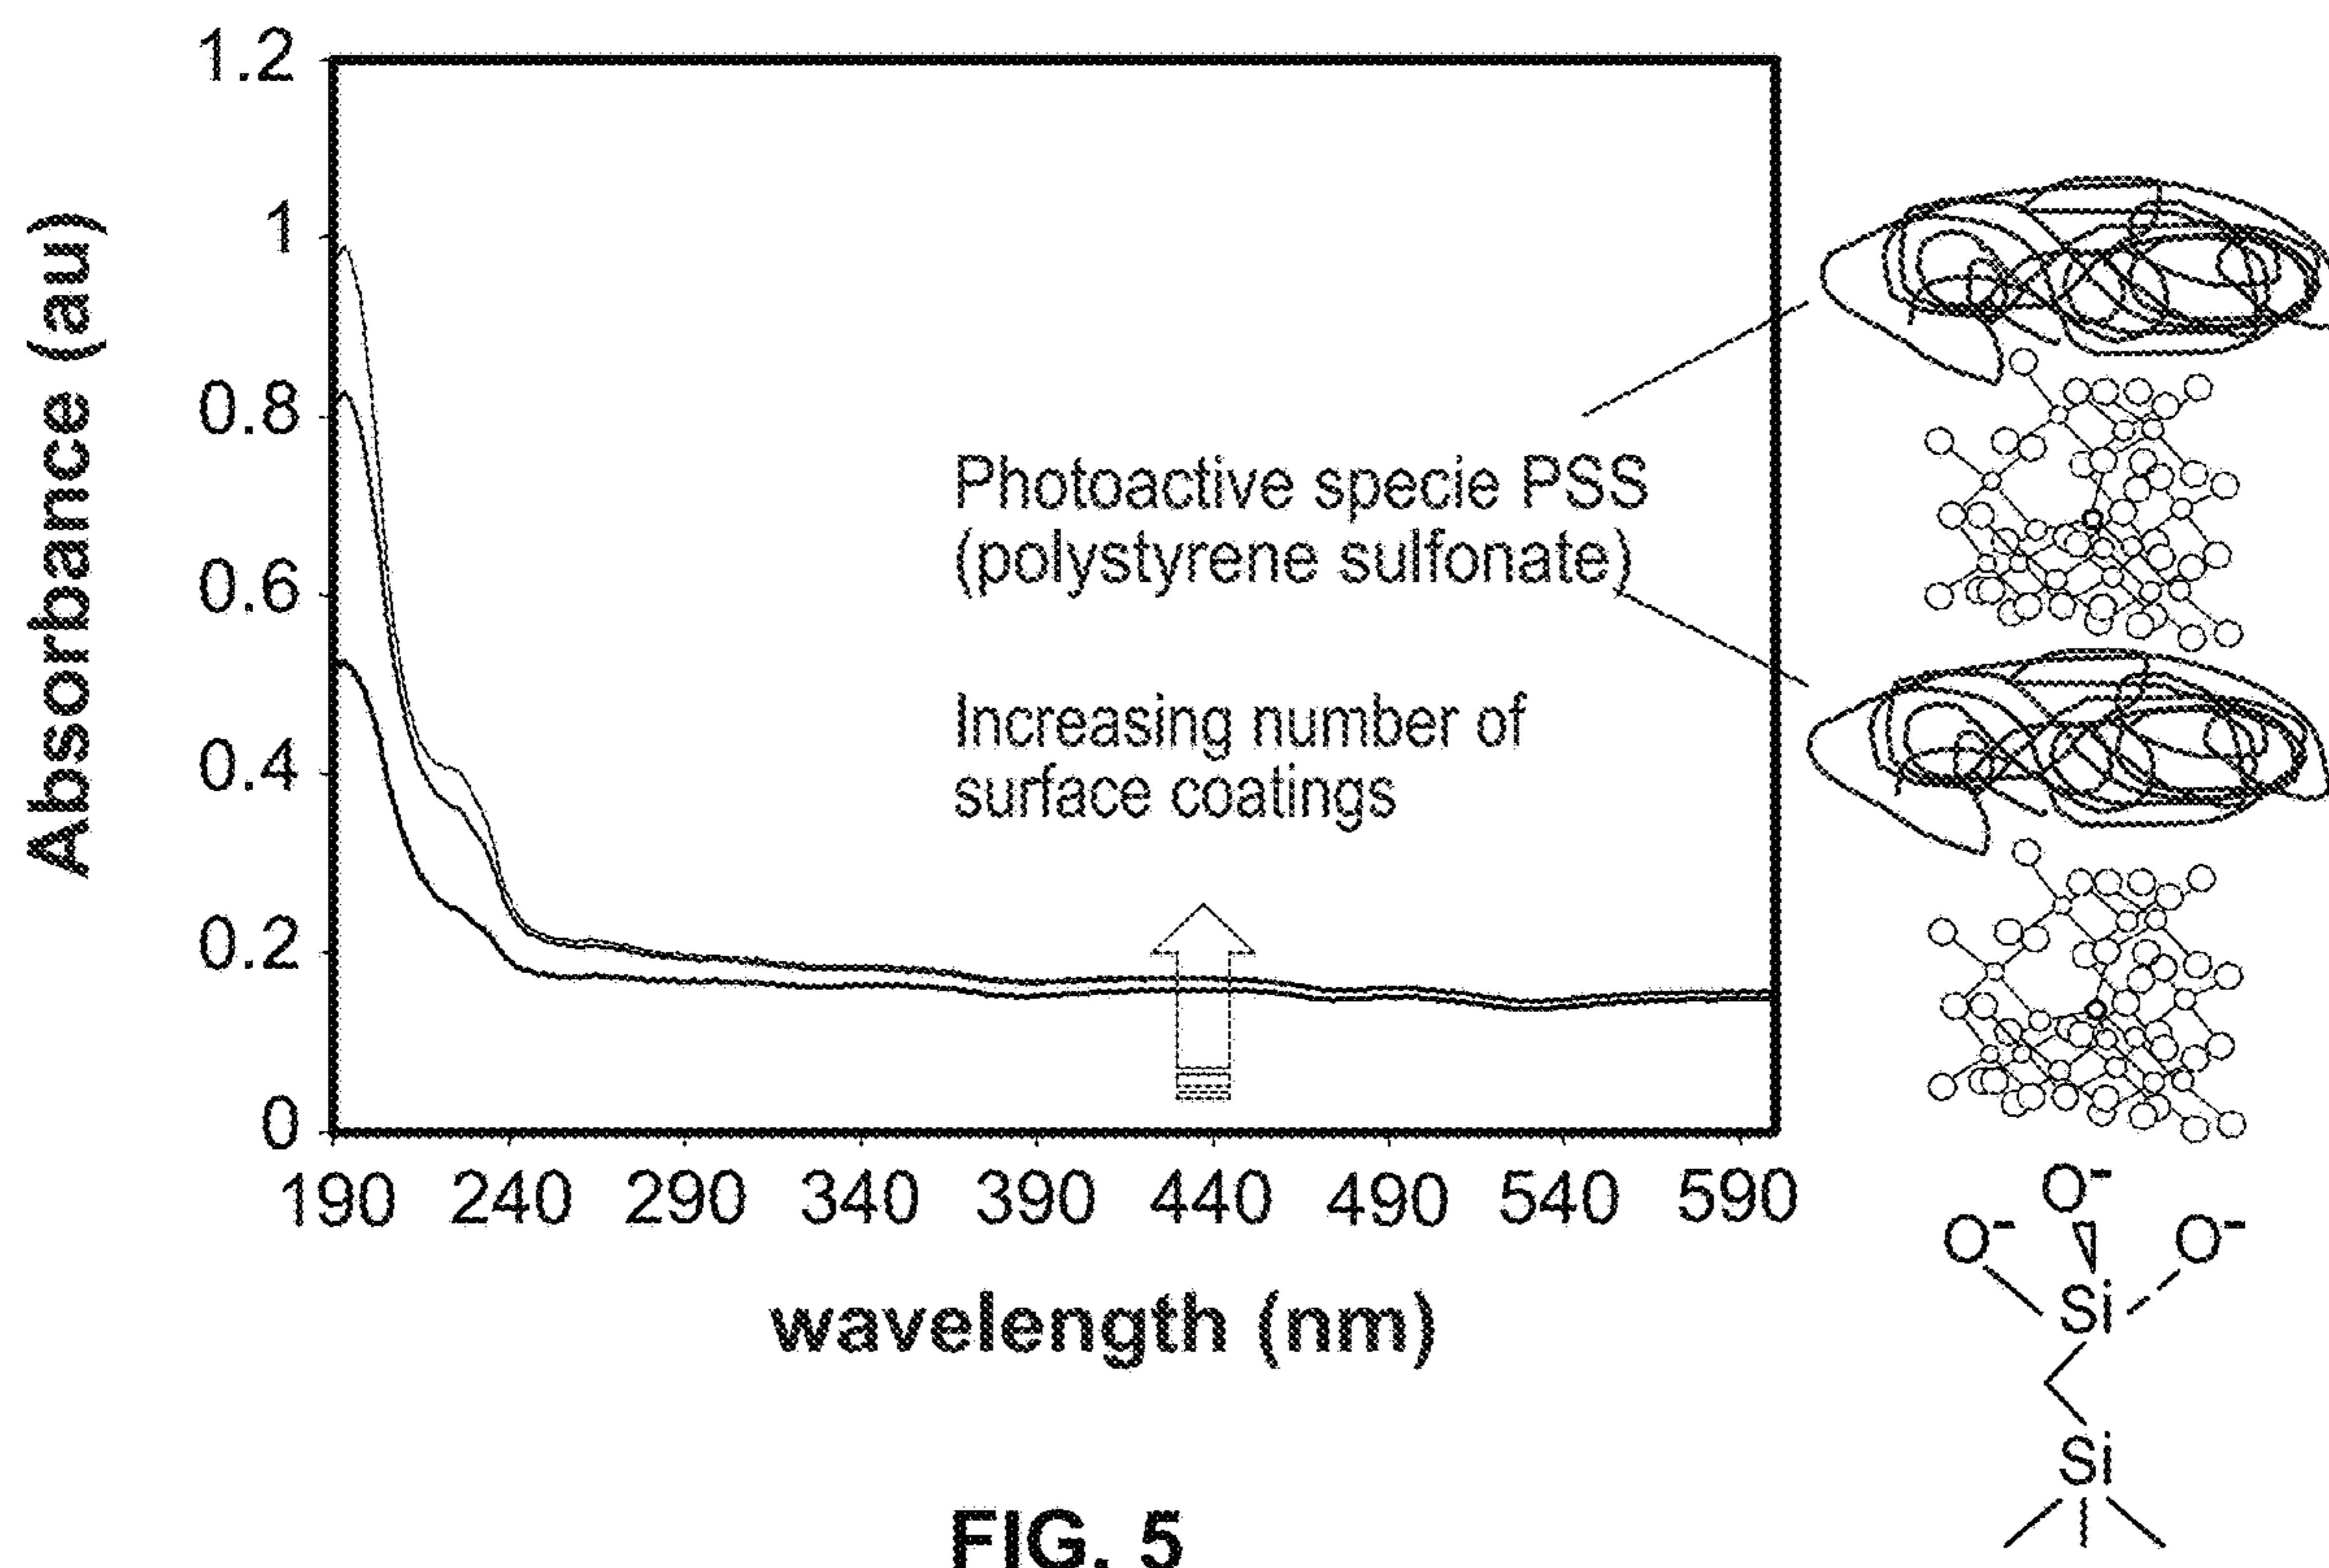 1.2
1
0.8
0.6
0.4
0.2
0
Absorbance (au)
Photoactive specie PSS
(polystyrene sulfonate)
Increasing number of
surface coatings
190 240 290 340 390 440 490 540 590
wavelength (nm)
O-
O- O-
Si
Si
FIG. 5